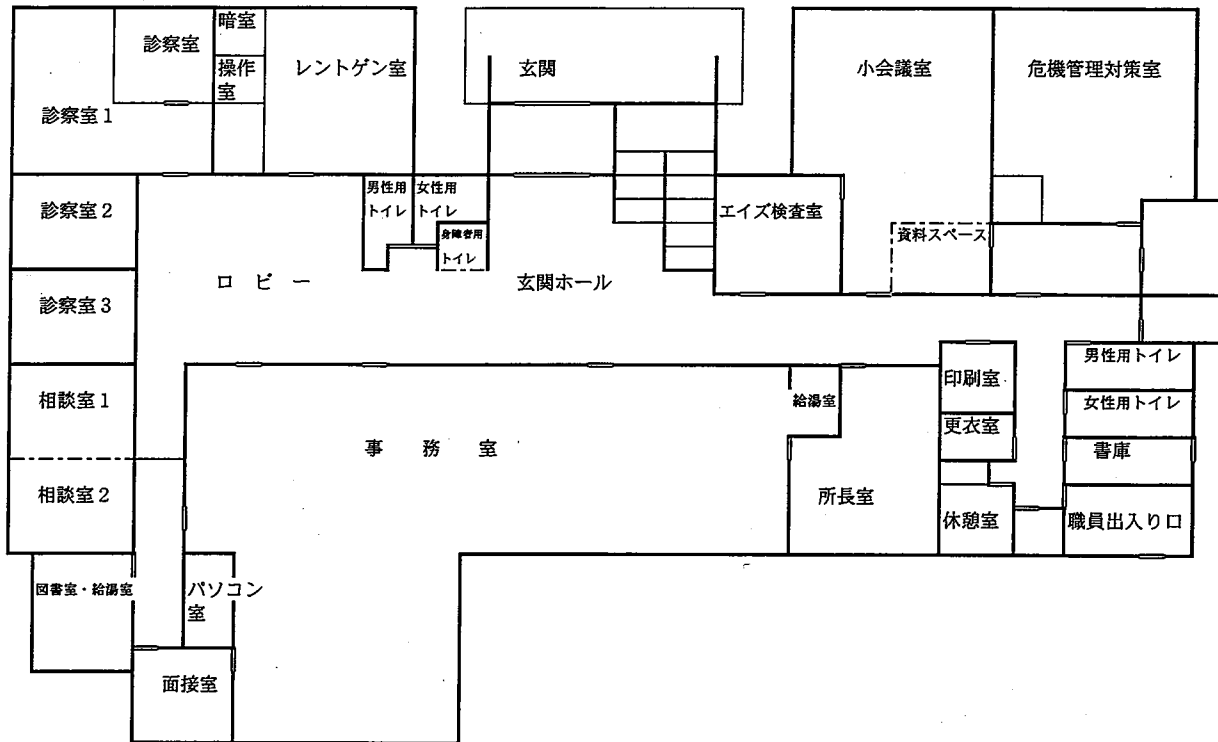 暗室
診察室
操作
室
レントゲン室
玄関
小会議室
危機管理対策室
診察室1
男性用
トイレ
女性用
トイレ
診察室2
エイズ検査室
身障者用
トイレ
資料スペース
ロビー
玄関ホール
診察室3
男性用トイレ
印刷室
相談室1
給湯室
女性用トイレ
更衣室
事務室
書庫
相談室2
所長室
休憩室
職員出入り口
図書室・給湯室
パソコン
室
面接室